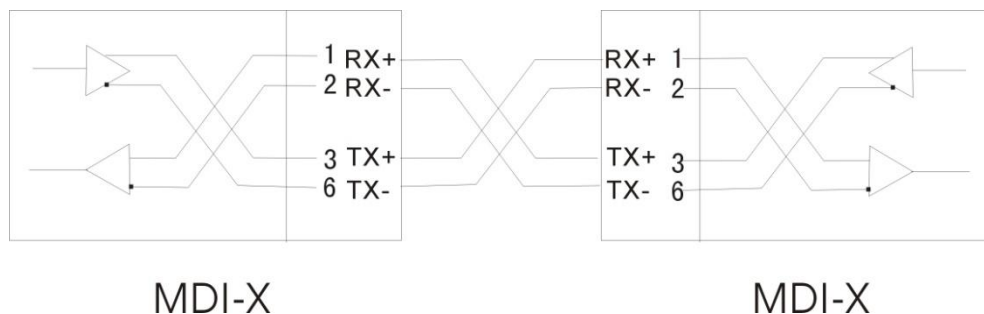 1 RX+ RX+ 1
2 RX- RX- 2
3 TX+ TX+ 3
6 TX- TX- 6
MDI-X MDI-X